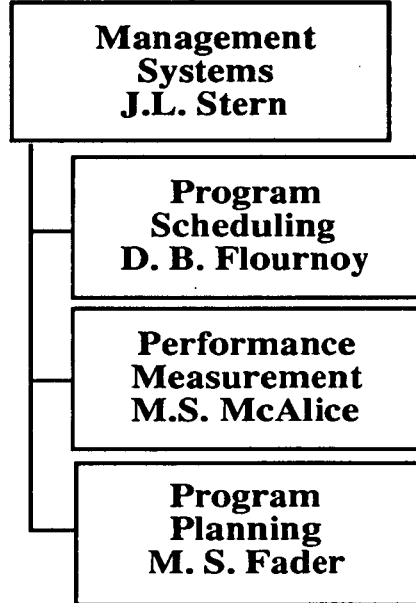 Management
Systems
J.L. Stern
Program
Scheduling
D. B. Flournoy
Performance
Measurement
M.S. McAlice
Program
Planning
M. S. Fader